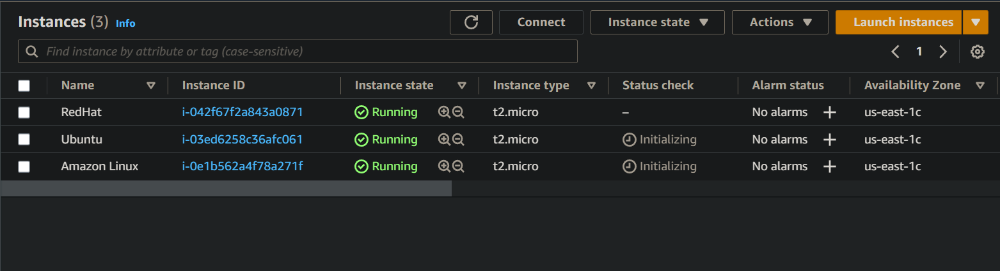 Instances (3) Info Connect Instance state Actions Launch instances
Find instance by attribute or tag (case-sensitive) 1
Name Instance ID Instance state Instance type Status check Alarm status Availability Zone
RedHat i-042f67f2a843a0871 Running t2.micro – No alarms us-east-1c
Ubuntu i-03ed6258c36afc061 Running t2.micro Initializing No alarms us-east-1c
Amazon Linux i-0e1b562a4f78a271f Running t2.micro Initializing No alarms us-east-1c